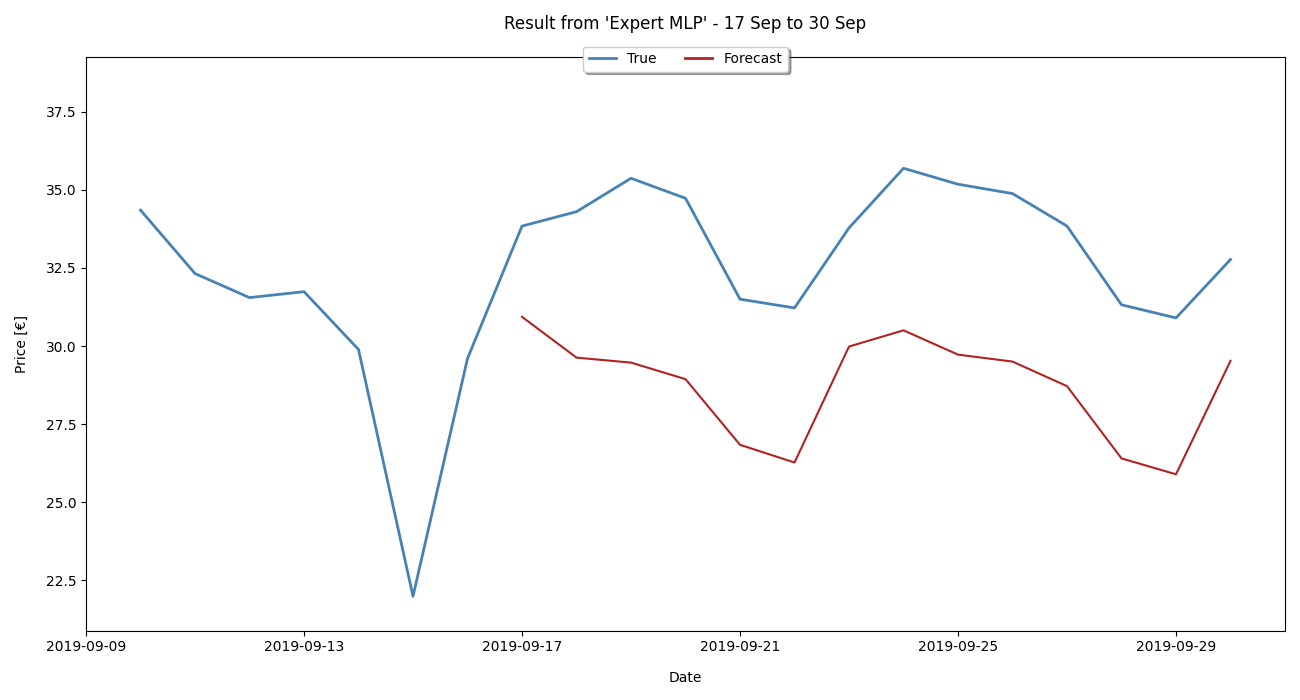 Result from 'Expert MLP' - 17 Sep to 30 Sep
True Forecast
Price [€]
37.5
35.0
32.5
30.0
27.5
25.0
22.5
2019-09-09 2019-09-13 2019-09-17 2019-09-21 2019-09-25 2019-09-29
Date